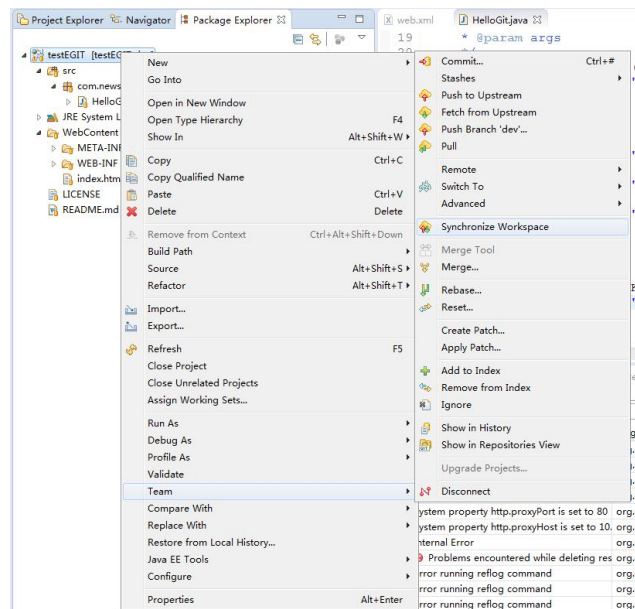 Project Explorer Navigator Package Explorer web.xml HelloGit.java
19 * @param args
testEGIT [testEG
src
com.news
HelloG
JRE System L
WebContent
META-INF
WEB-INF
index.htm
LICENSE
README.md
New
Go Into
Open in New Window
Open Type Hierarchy F4
Show In Alt+Shift+W
Copy Ctrl+C
Copy Qualified Name
Paste Ctrl+V
Delete Delete
Remove from Context Ctrl+Alt+Shift+Down
Build Path
Source Alt+Shift+S
Refactor Alt+Shift+T
Import...
Export...
Refresh F5
Close Project
Close Unrelated Projects
Assign Working Sets...
Run As
Debug As
Profile As
Validate
Team
Compare With
Replace With
Restore from Local History...
Java EE Tools
Configure
Properties Alt+Enter
Commit... Ctrl+#
Stashes
Push to Upstream
Fetch from Upstream
Push Branch 'dev'...
Pull
Remote
Switch To
Advanced
Synchronize Workspace
Merge Tool
Merge...
Rebase...
Reset...
Create Patch...
Apply Patch...
Add to Index
Remove from Index
Ignore
Show in History
Show in Repositories View
Upgrade Projects...
Disconnect
ystem property http.proxyPort is set to 80 org.
ystem property http.proxyHost is set to 10. org.
nternal Error org.
Problems encountered while deleting res org.
rror running reflog command org.
rror running reflog command org.
rror running reflog command org.